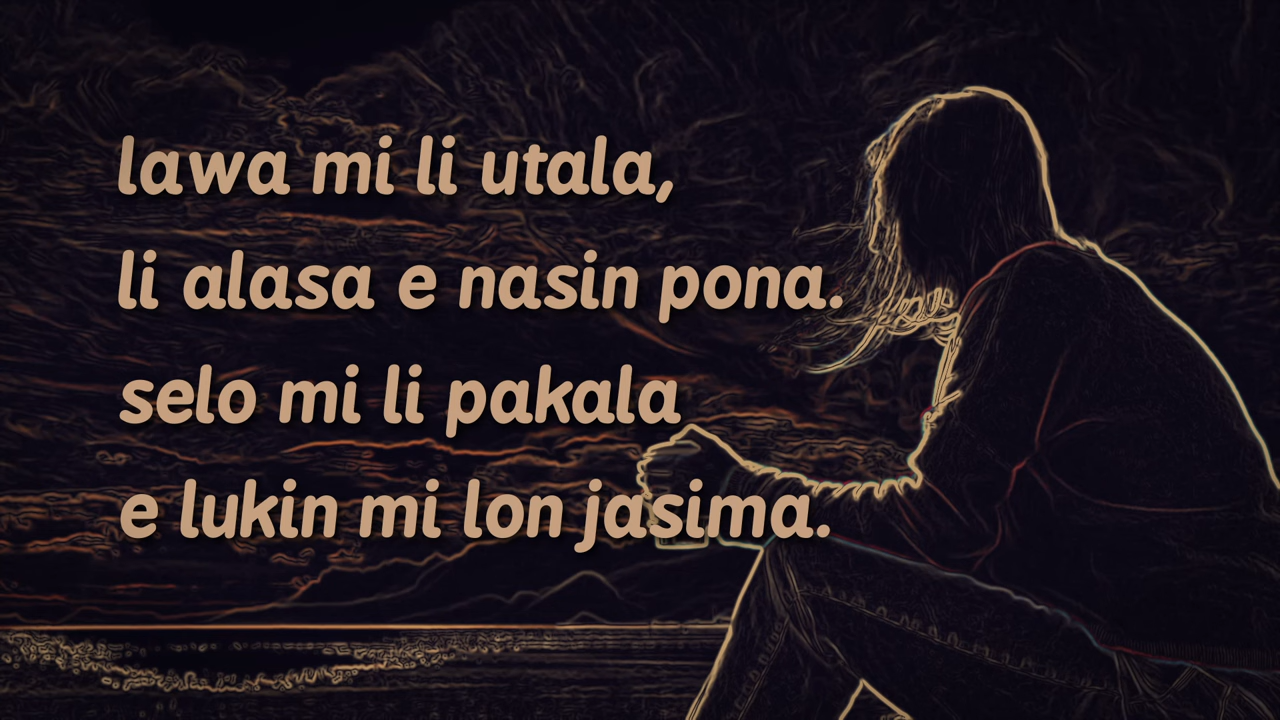 lawa mi li utala,
li alasa e nasin pona.
selo mi li pakala
e lukin mi lon jasima.